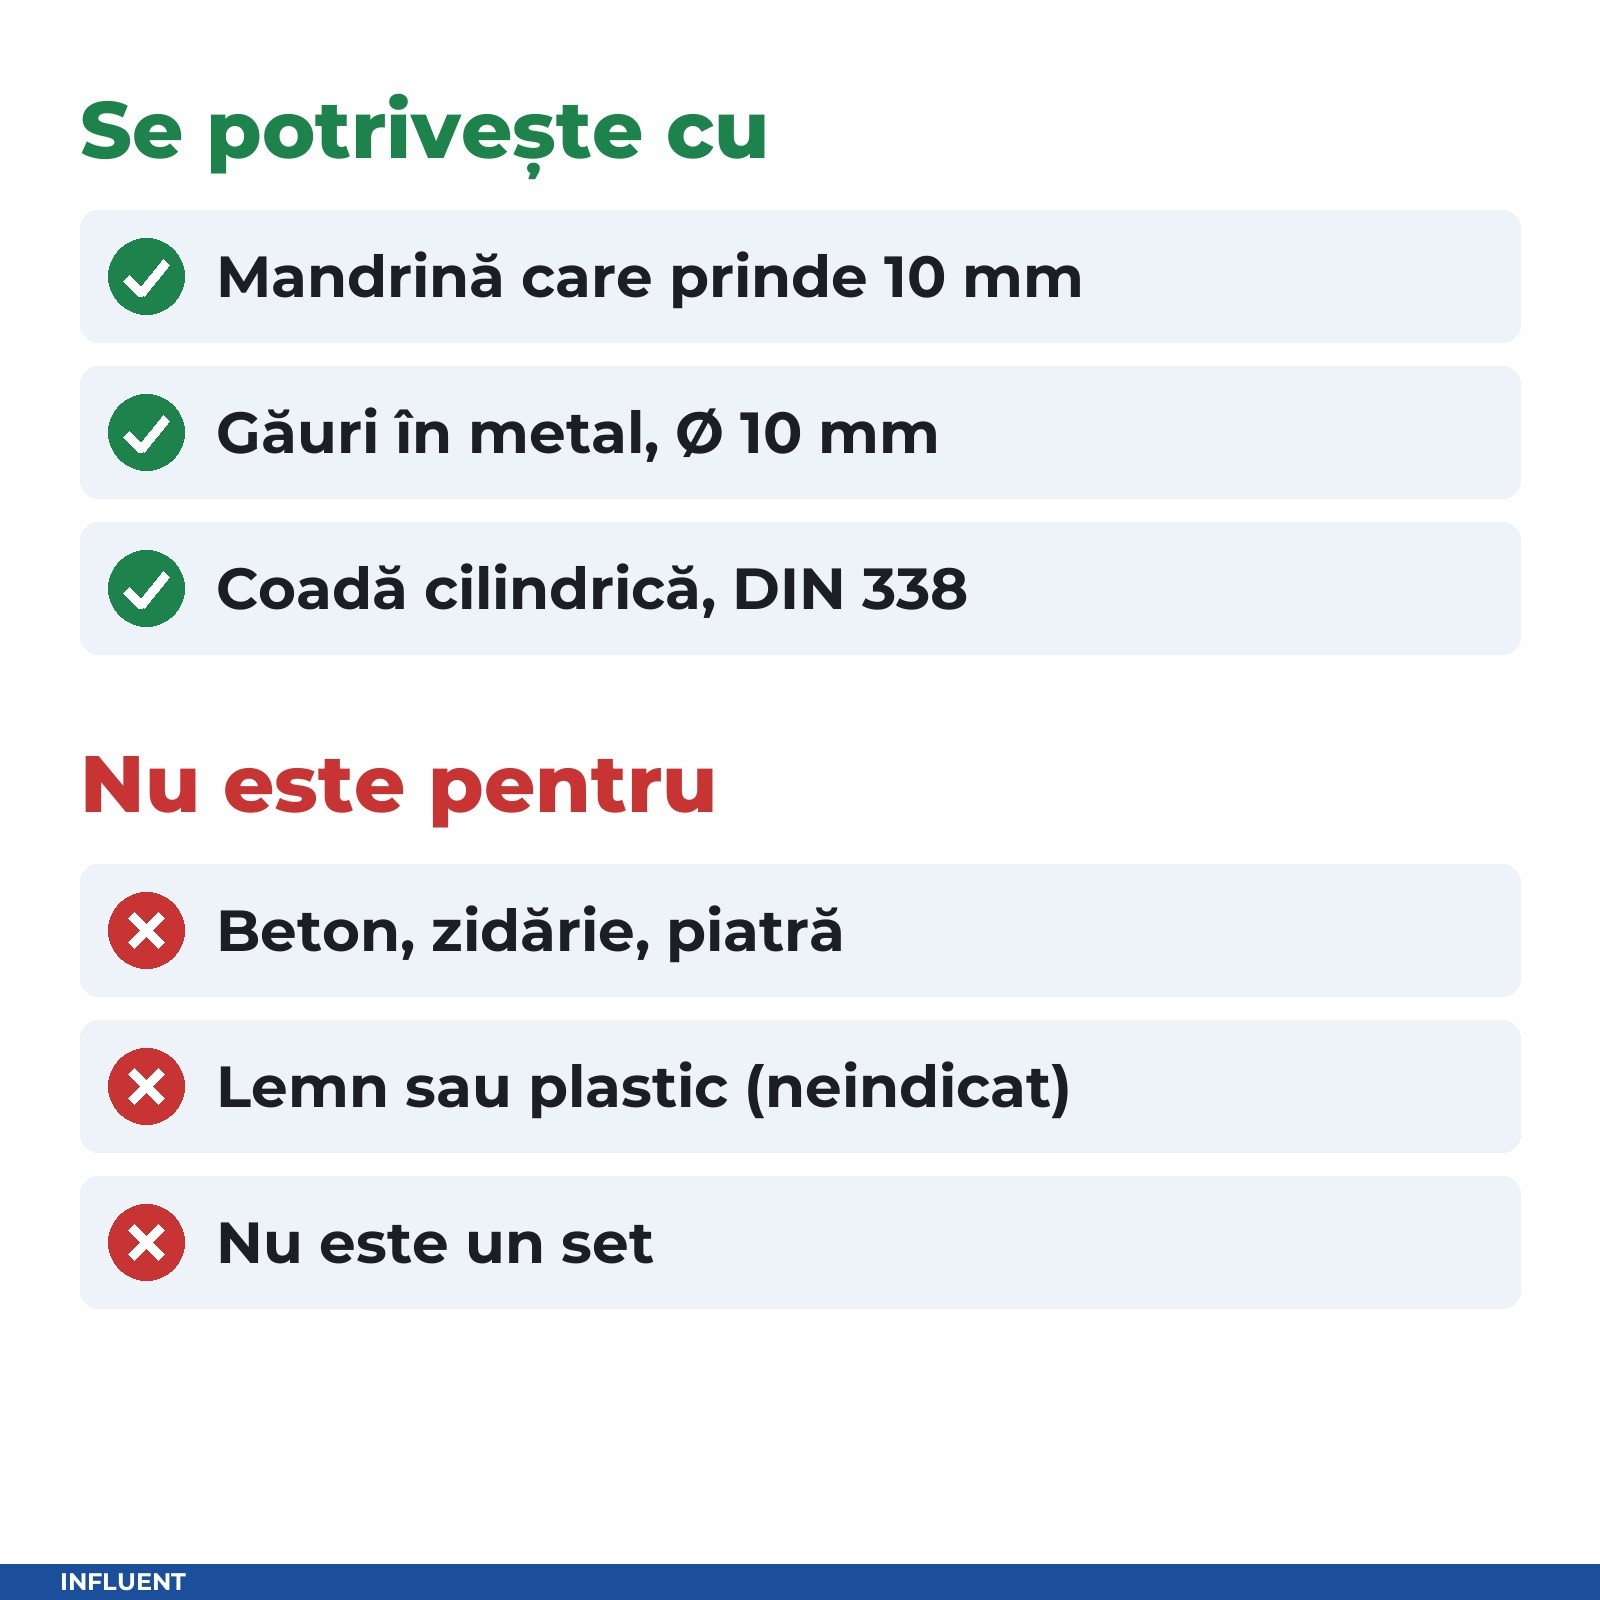 Se potrivește cu
Mandrină care prinde 10 mm
Găuri în metal, Ø 10 mm
Coadă cilindrică, DIN 338
Nu este pentru
Beton, zidărie, piatră
Lemn sau plastic (neindicat)
Nu este un set
INFLUENT